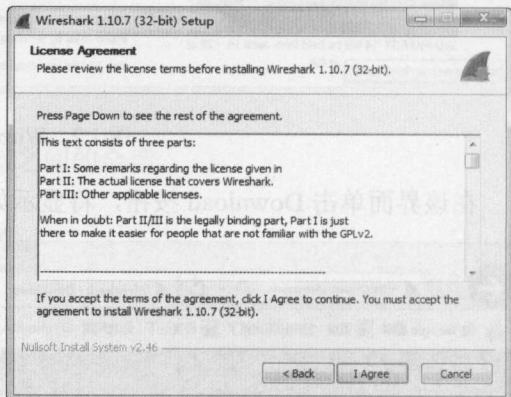 Wireshark 1.10.7 (32-bit) Setup
License Agreement
Please review the license terms before installing Wireshark 1.10.7 (32-bit).
Press Page Down to see the rest of the agreement.
This text consists of three parts:
Part I: Some remarks regarding the license given in
Part II: The actual license that covers Wireshark.
Part III: Other applicable licenses.
When in doubt: Part II/III is the legally binding part, Part I is just
there to make it easier for people that are not familiar with the GPLv2.
If you accept the terms of the agreement, click I Agree to continue. You must accept the
agreement to install Wireshark 1.10.7 (32-bit).
Nullsoft Install System v2.46
< Back
I Agree
Cancel